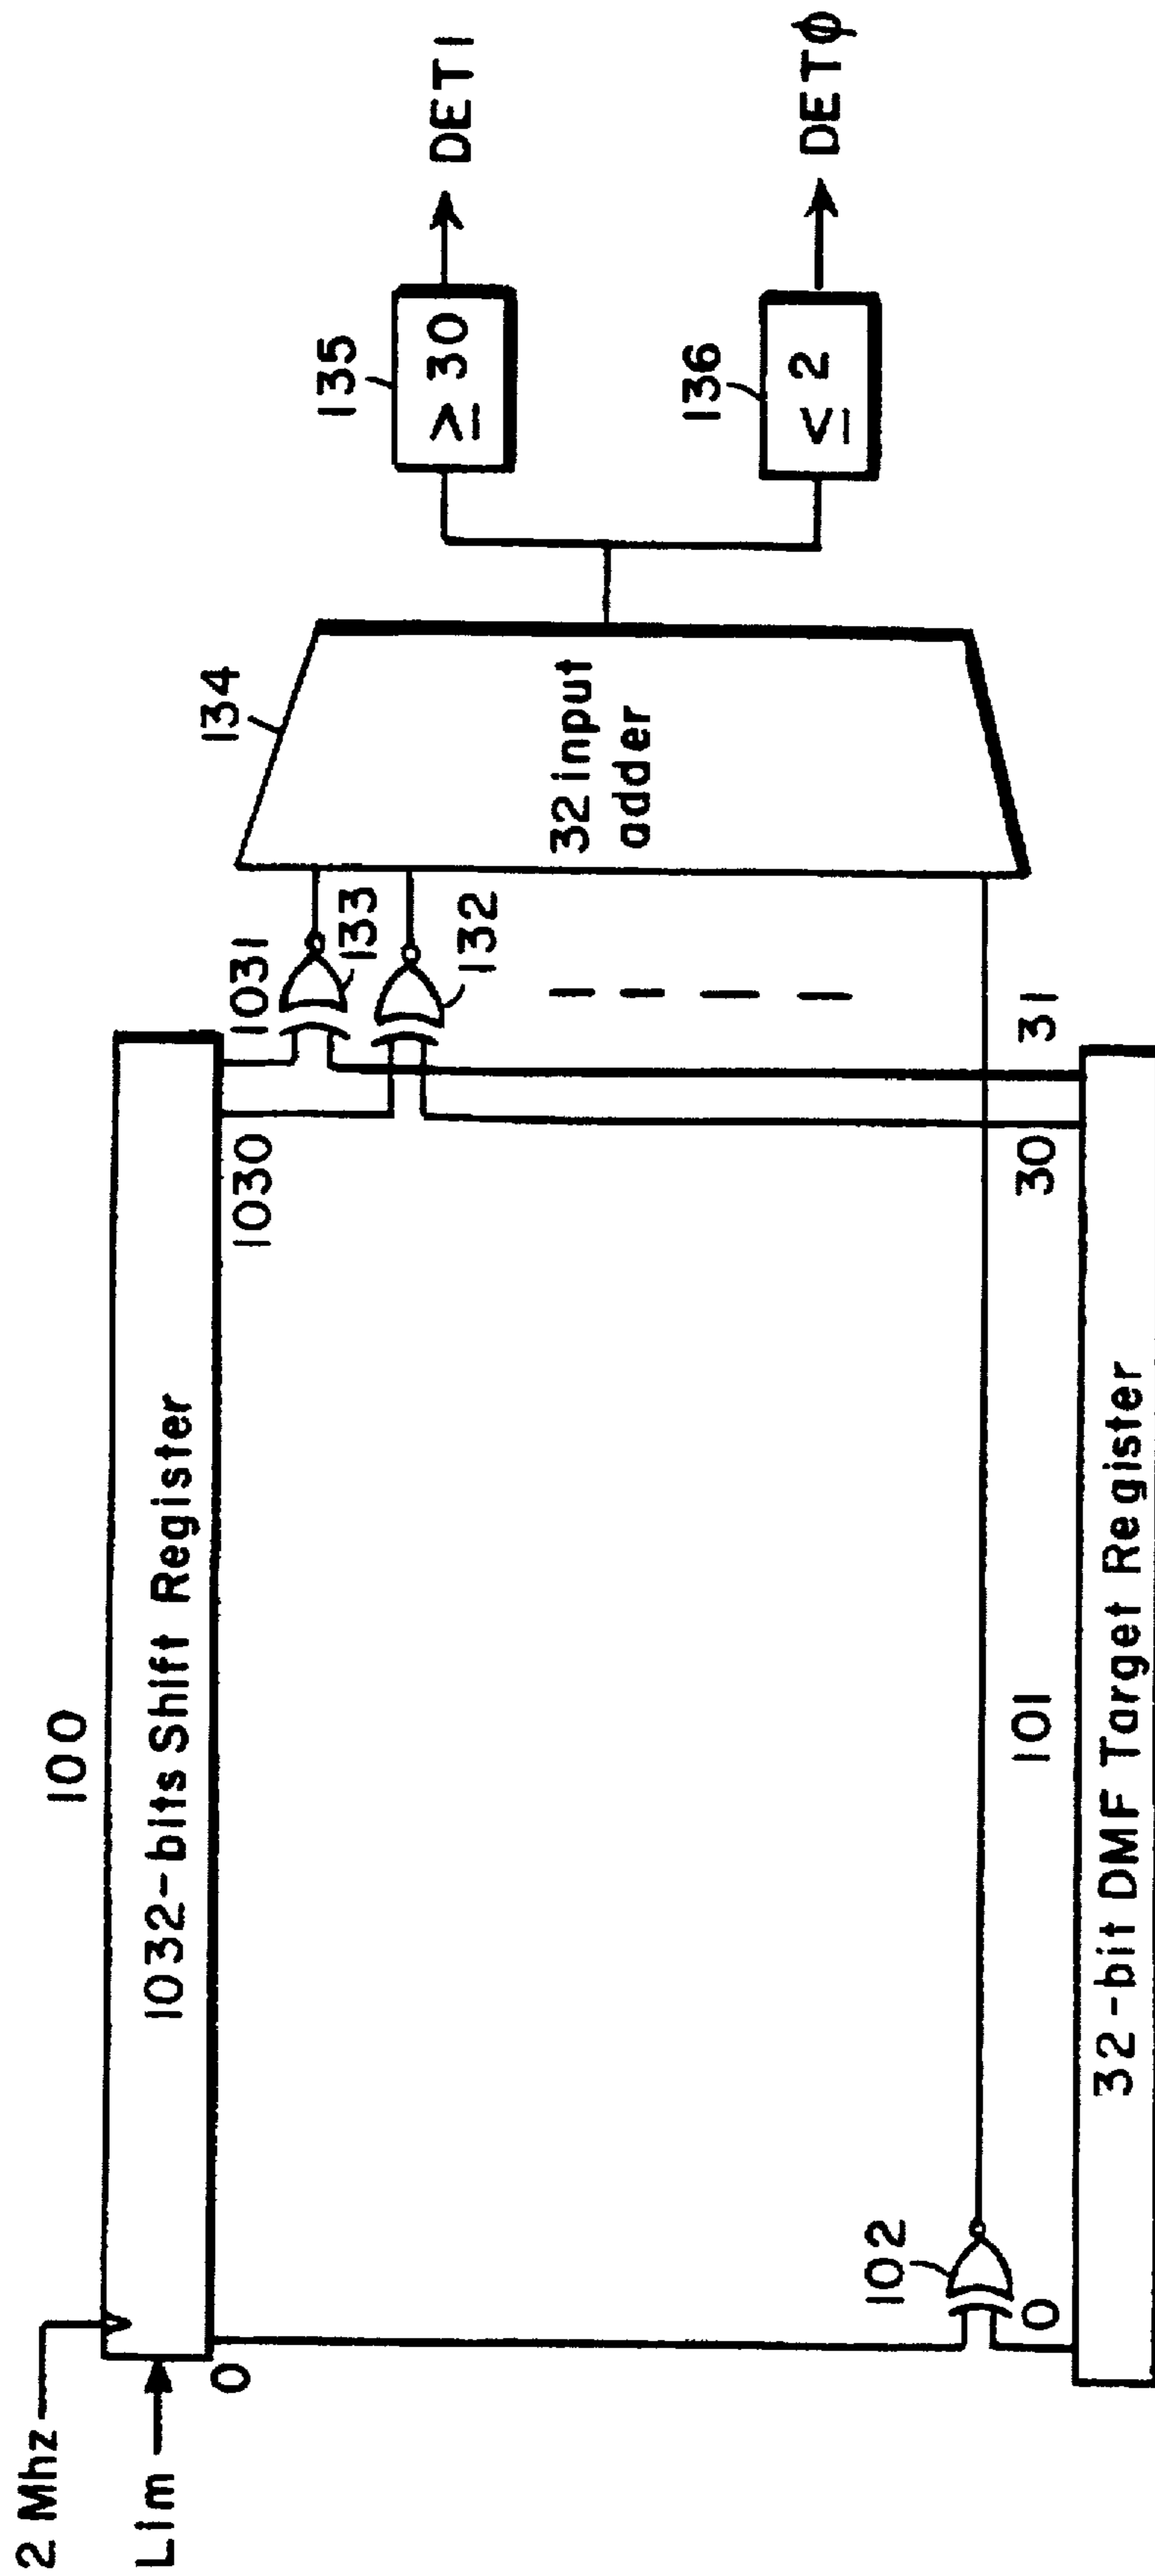 2 Mhz
Lim
100
1032-bits Shift Register
0
1030
1031
133
132
134
32 input
adder
135
≥ 30
DET1
136
≤ 2
DETϕ
102
0
101
30
31
32-bit DMF Target Register